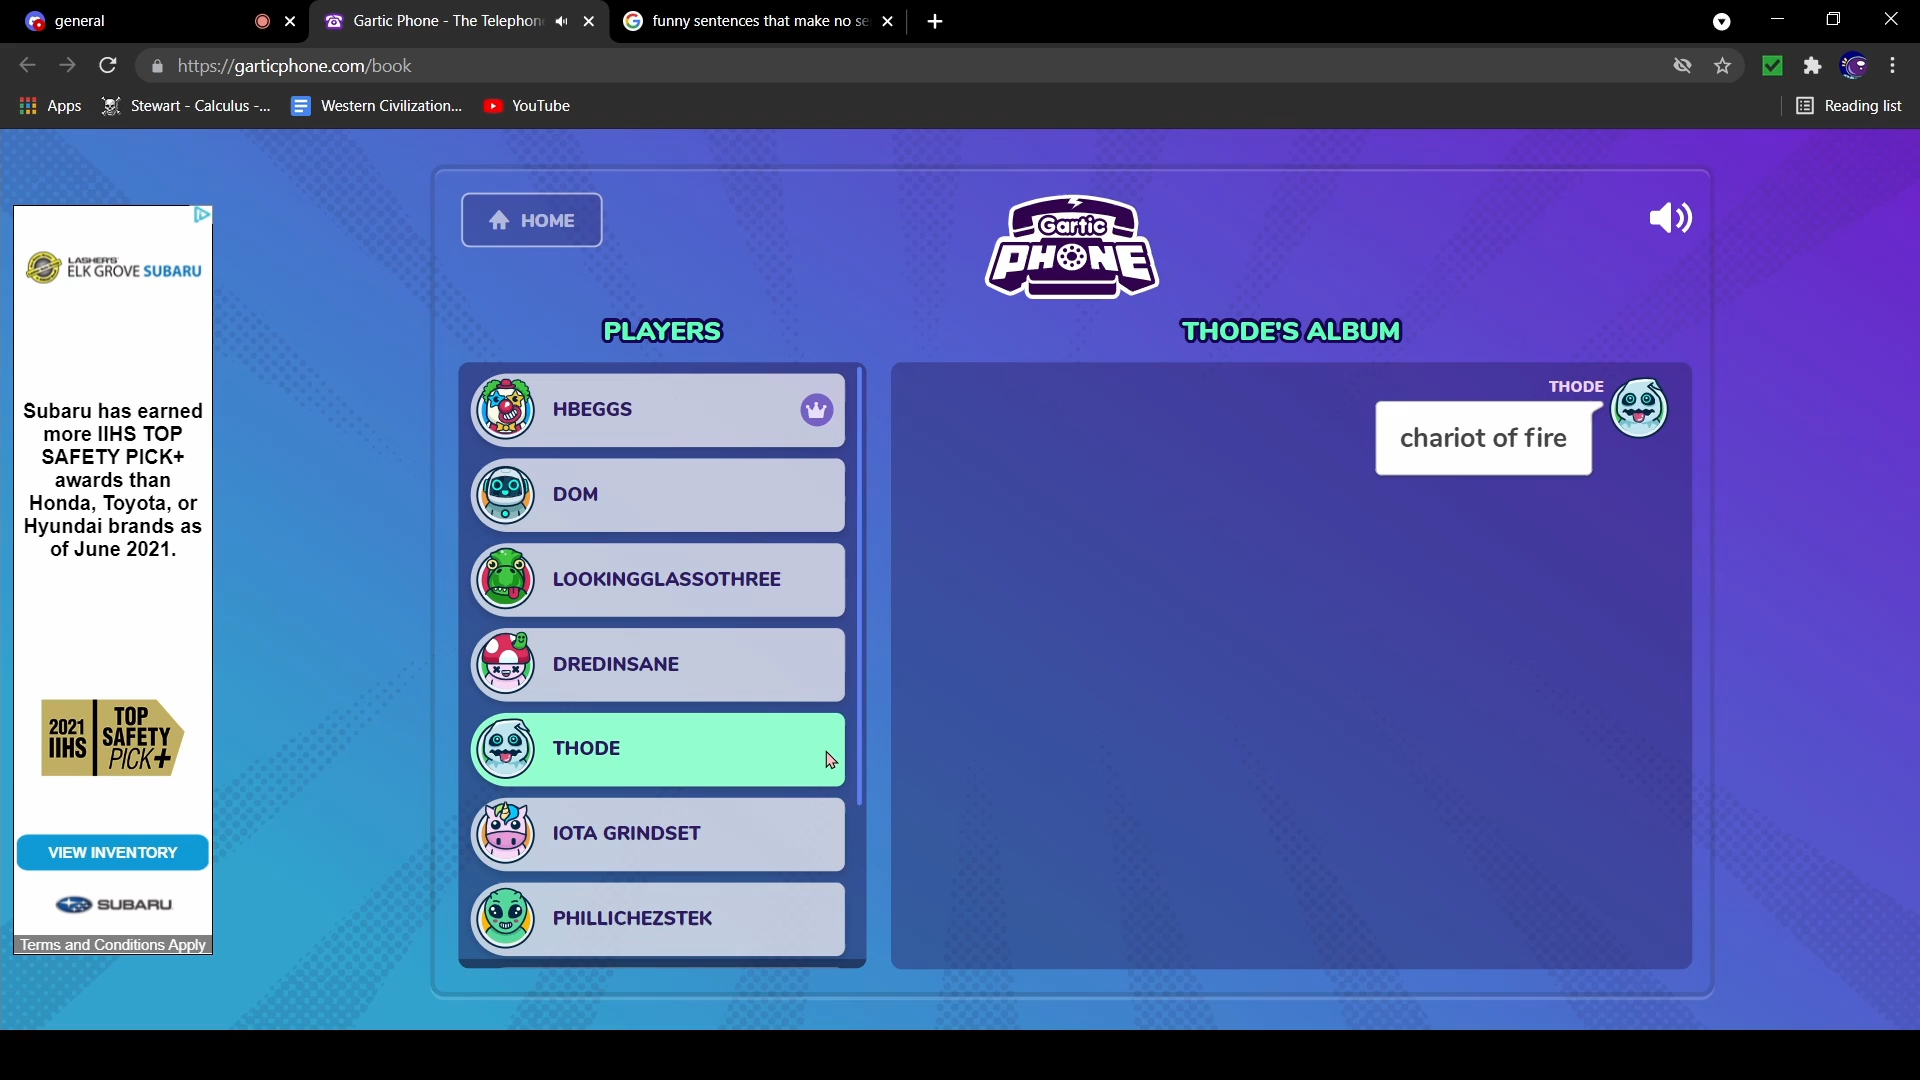 general
Gartic Phone - The Telephon
funny sentences that make no se
https://garticphone.com/book
Apps
Stewart - Calculus -...
Western Civilization...
YouTube
Reading list
HOME
Gartic
PHONE
LASHER'S
ELK GROVE SUBARU
Subaru has earned
more IIHS TOP
SAFETY PICK+
awards than
Honda, Toyota, or
Hyundai brands as
of June 2021.
2021
IIHS
TOP
SAFETY
PICK+
VIEW INVENTORY
SUBARU
Terms and Conditions Apply
PLAYERS
HBEGGS
DOM
LOOKINGGLASSOTHREE
DREDINSANE
THODE
IOTA GRINDSET
PHILLICHEZSTEK
THODE'S ALBUM
THODE
chariot of fire